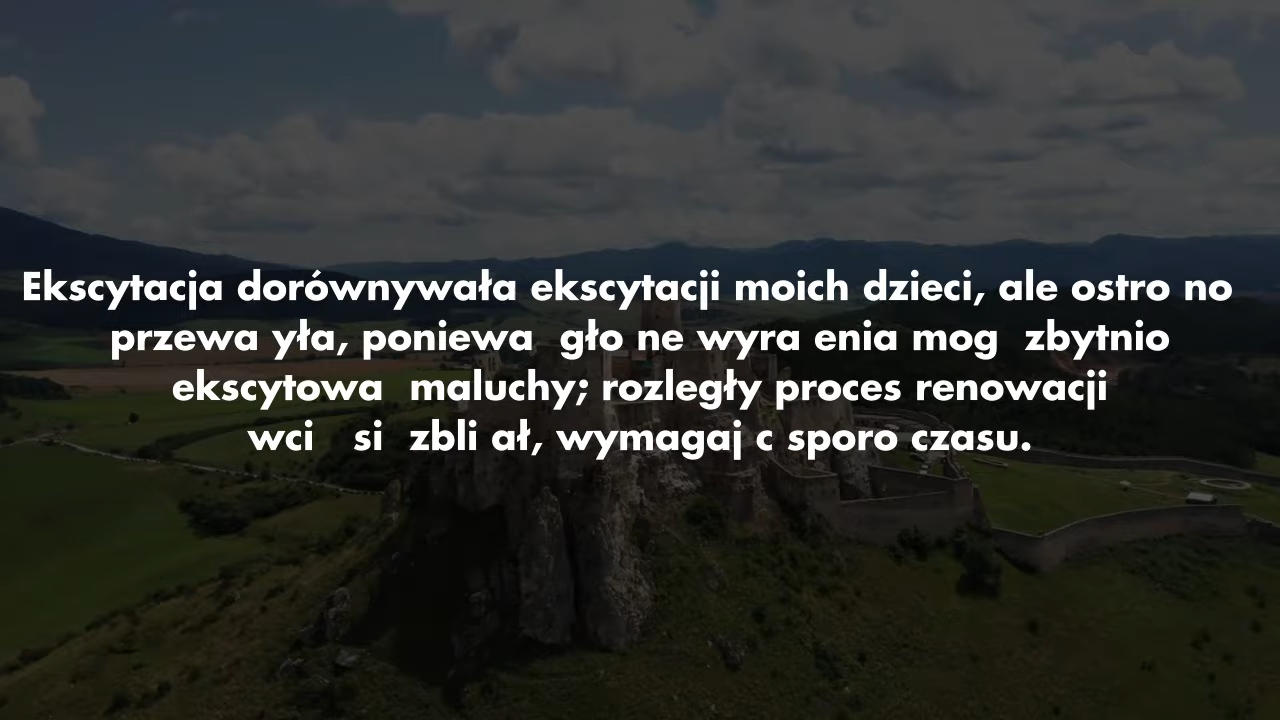 Ekscytacja dorównywała ekscytacji moich dzieci, ale ostro no
przewa yła, poniewa  gło ne wyra enia mog  zbytnio
ekscytowa  maluchy; rozległy proces renowacji
wci   si  zbli ał, wymagaj c sporo czasu.